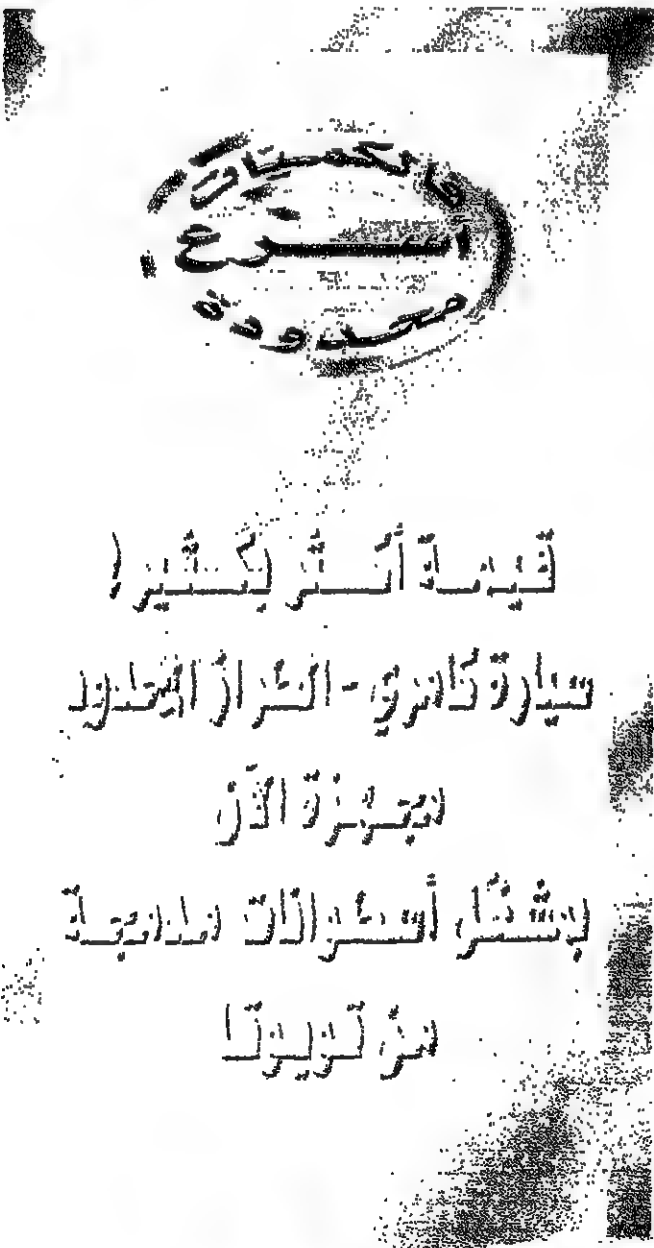 فالكميات
أسرع
محدودة
قيمة أكثر بكثير !
سيارة كامري - الطراز المحدود
مجهزة الآن
بمشغل أسطوانات مدمجة
من تويوتا